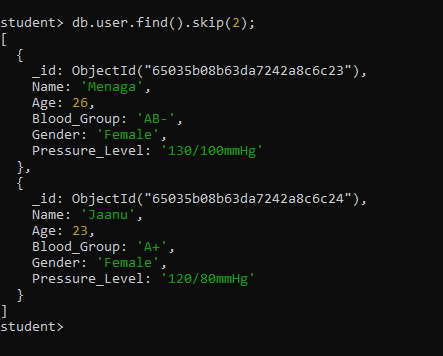 student> db.user.find().skip(2);
[
  {
    _id: ObjectId("65035b08b63da7242a8c6c23"),
    Name: 'Menaga',
    Age: 26,
    Blood_Group: 'AB-',
    Gender: 'Female',
    Pressure_Level: '130/100mmHg'
  },
  {
    _id: ObjectId("65035b08b63da7242a8c6c24"),
    Name: 'Jaanu',
    Age: 23,
    Blood_Group: 'A+',
    Gender: 'Female',
    Pressure_Level: '120/80mmHg'
  }
]
student>